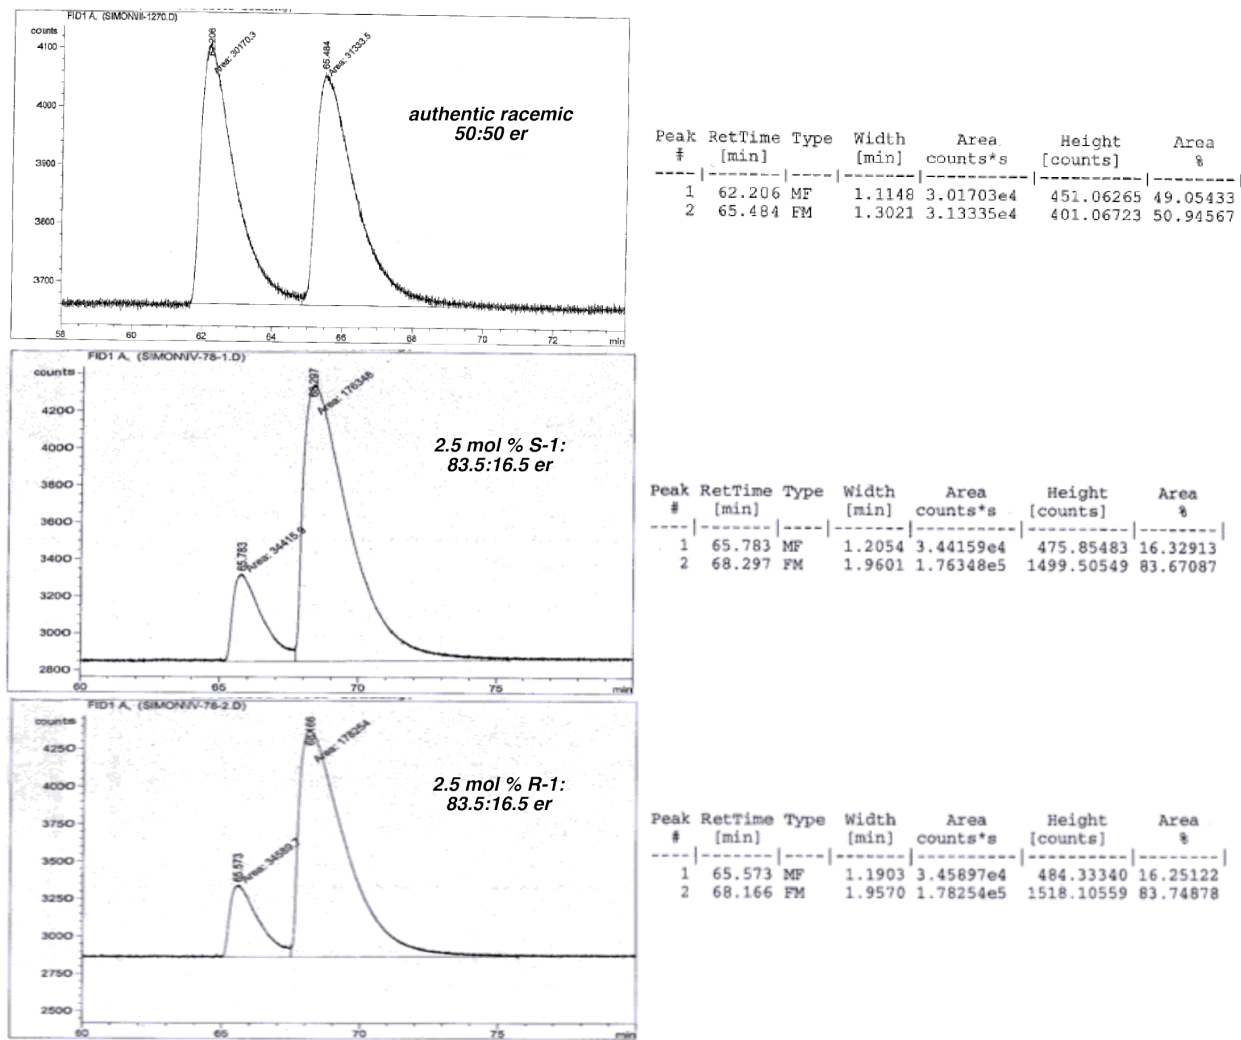 FID1 A, (SIMON\II-1270.D)
counts
4100
4000
3900
3800
3700
62.206
Area: 30170.3
65.484
Area: 31333.5
authentic racemic
50:50 er
58 60 62 64 66 68 70 72 min
Peak RetTime Type Width Area Height Area
# [min] [min] counts*s [counts] %
----|-------|----|-------|----------|----------|--------|
1 62.206 MF 1.1148 3.01703e4 451.06265 49.05433
2 65.484 FM 1.3021 3.13335e4 401.06723 50.94567
FID1 A, (SIMON\IV-78-1.D)
counts
4200
4000
3800
3600
3400
3200
3000
2800
65.783
Area: 34415.9
68.297
Area: 176348
2.5 mol % S-1:
83.5:16.5 er
60 65 70 75 min
Peak RetTime Type Width Area Height Area
# [min] [min] counts*s [counts] %
----|-------|----|-------|----------|----------|--------|
1 65.783 MF 1.2054 3.44159e4 475.85483 16.32913
2 68.297 FM 1.9601 1.76348e5 1499.50549 83.67087
FID1 A, (SIMON\IV-78-2.D)
counts
4250
4000
3750
3500
3250
3000
2750
2500
65.573
Area: 34589.7
68.166
Area: 178254
2.5 mol % R-1:
83.5:16.5 er
60 65 70 75 min
Peak RetTime Type Width Area Height Area
# [min] [min] counts*s [counts] %
----|-------|----|-------|----------|----------|--------|
1 65.573 MF 1.1903 3.45897e4 484.33340 16.25122
2 68.166 FM 1.9570 1.78254e5 1518.10559 83.74878